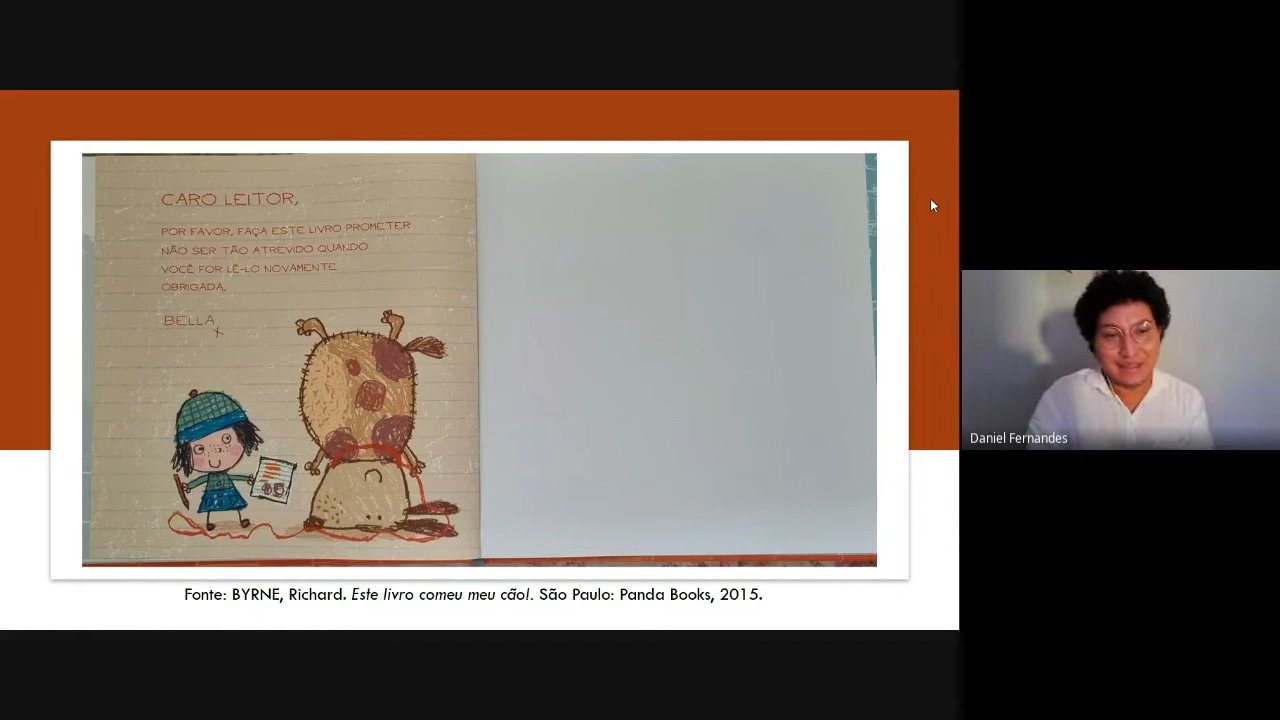 CARO LEITOR,
POR FAVOR, FAÇA ESTE LIVRO PROMETER
NÃO SER TÃO ATREVIDO QUANDO
VOCÊ FOR LÊ-LO NOVAMENTE.
OBRIGADA,
BELLA
x
Daniel Fernandes
Fonte: BYRNE, Richard. Este livro comeu meu cão!. São Paulo: Panda Books, 2015.